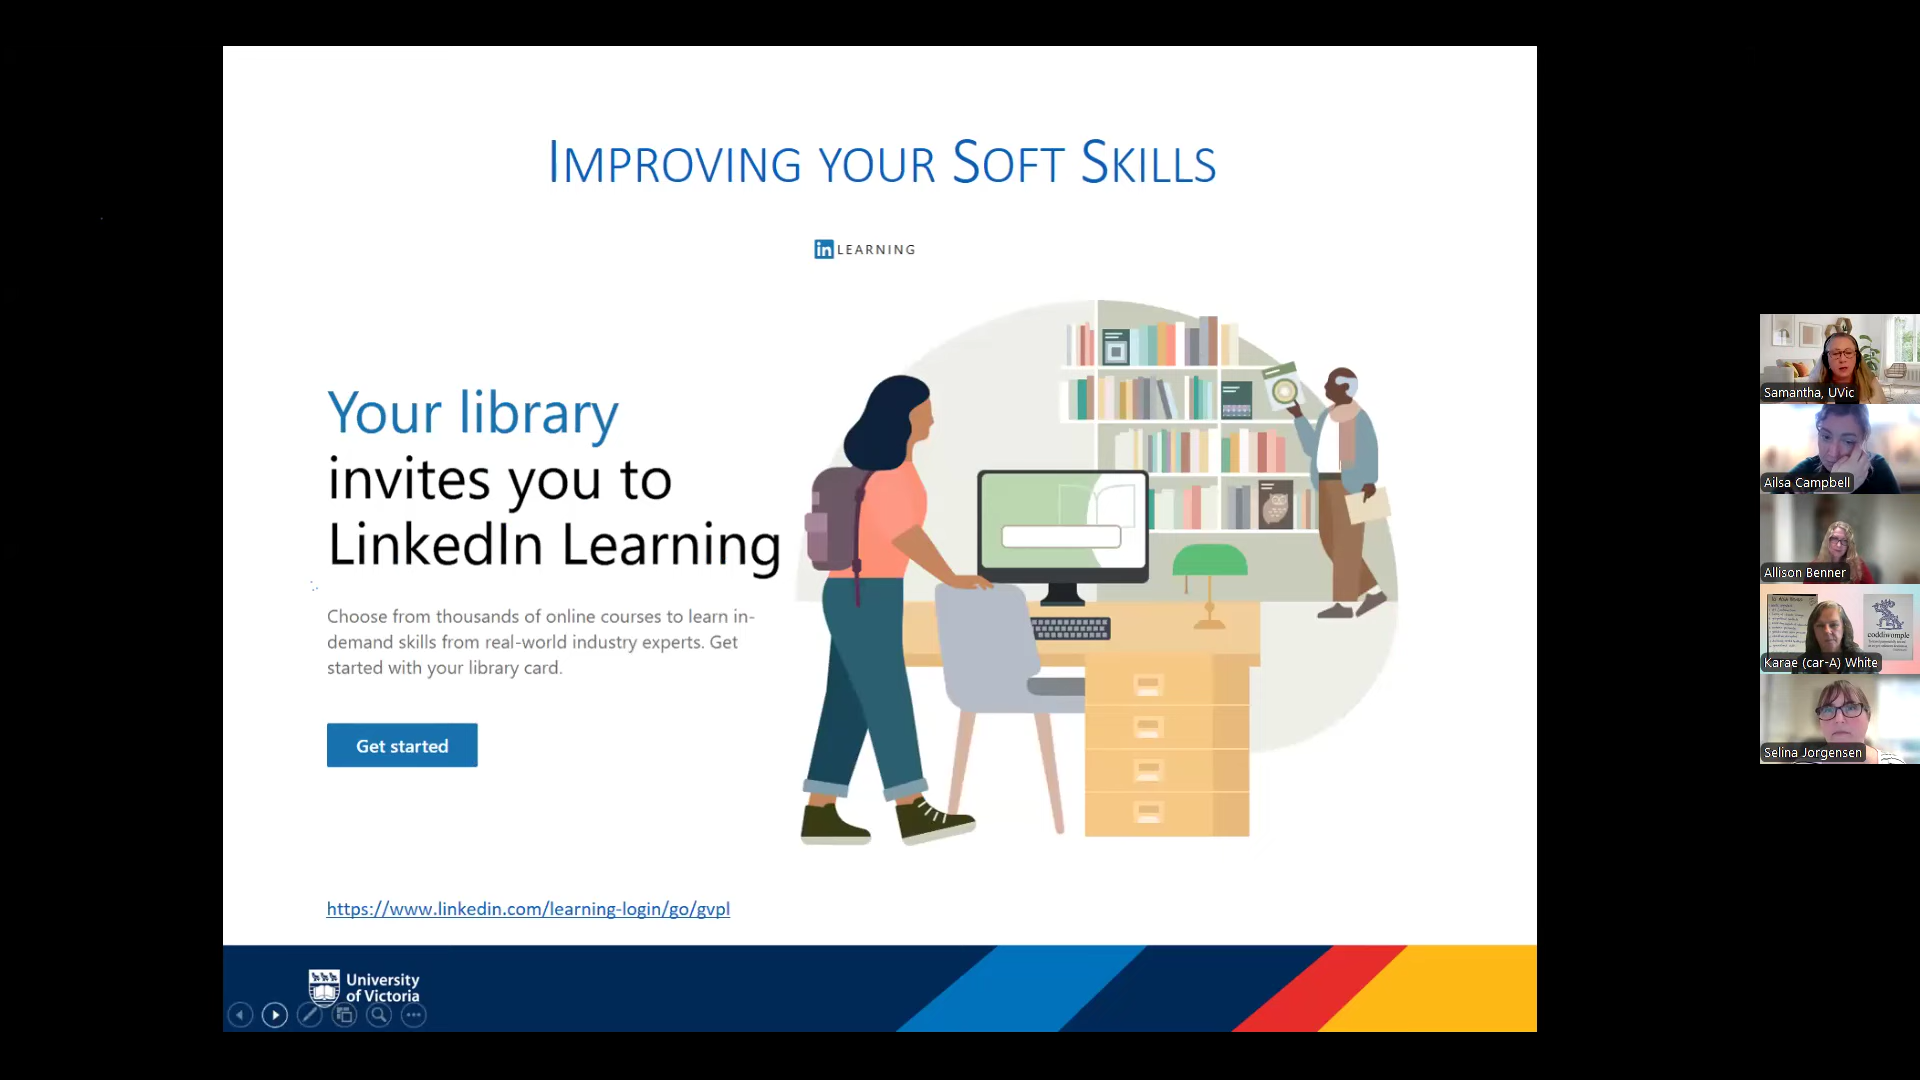 IMPROVING YOUR SOFT SKILLS
in LEARNING
Your library
invites you to
LinkedIn Learning
Choose from thousands of online courses to learn in-
demand skills from real-world industry experts. Get
started with your library card.
Get started
https://www.linkedin.com/learning-login/go/gvpl
University
of Victoria
Samantha, UVic
Ailsa Campbell
Allison Benner
coddiwomple
Karae (car-A) White
Selina Jorgensen